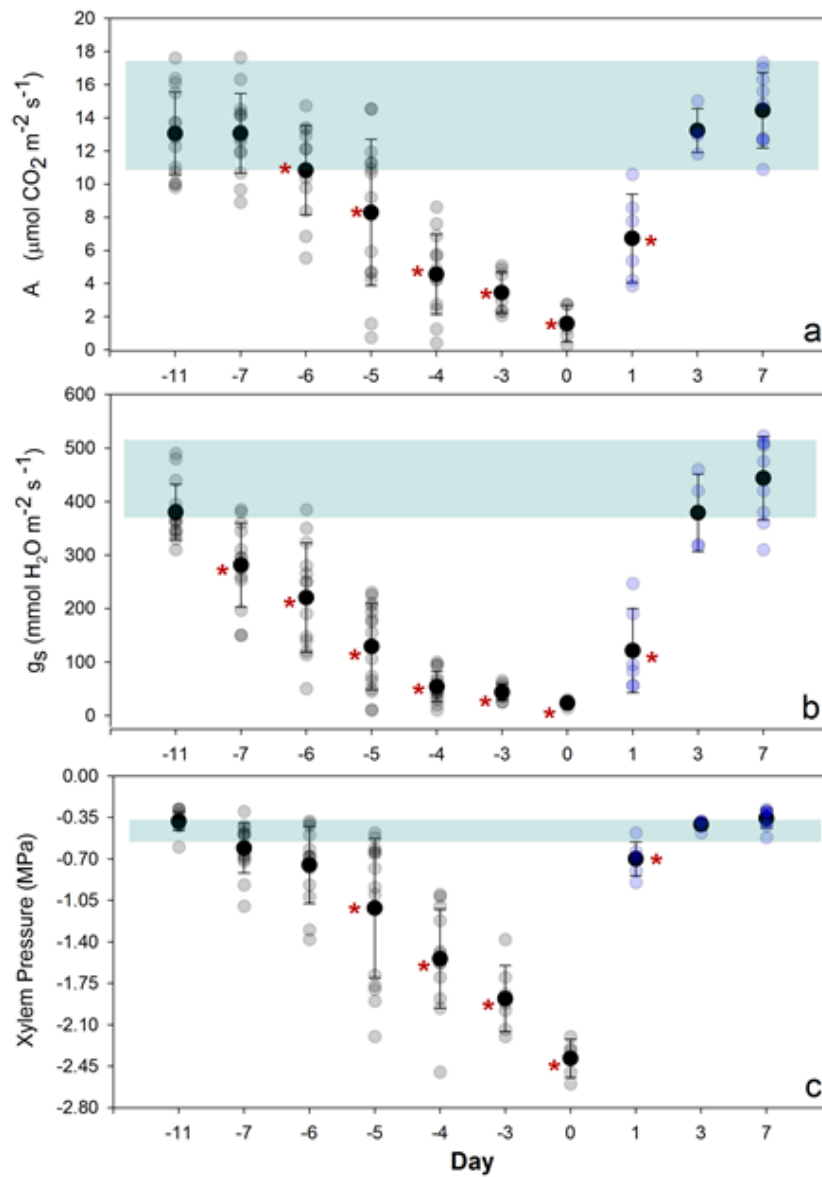 20
18
16
14
12
10
8
6
4
2
0
A (µmol CO2 m-2 s-1)
* * * * * * *
a
-11 -7 -6 -5 -4 -3 0 1 3 7
600
500
400
300
200
100
0
gs (mmol H2O m-2 s -1)
* * * * * * * *
b
-11 -7 -6 -5 -4 -3 0 1 3 7
0.00
-0.35
-0.70
-1.05
-1.40
-1.75
-2.10
-2.45
-2.80
Xylem Pressure (MPa)
* * * * *
c
-11 -7 -6 -5 -4 -3 0 1 3 7
Day